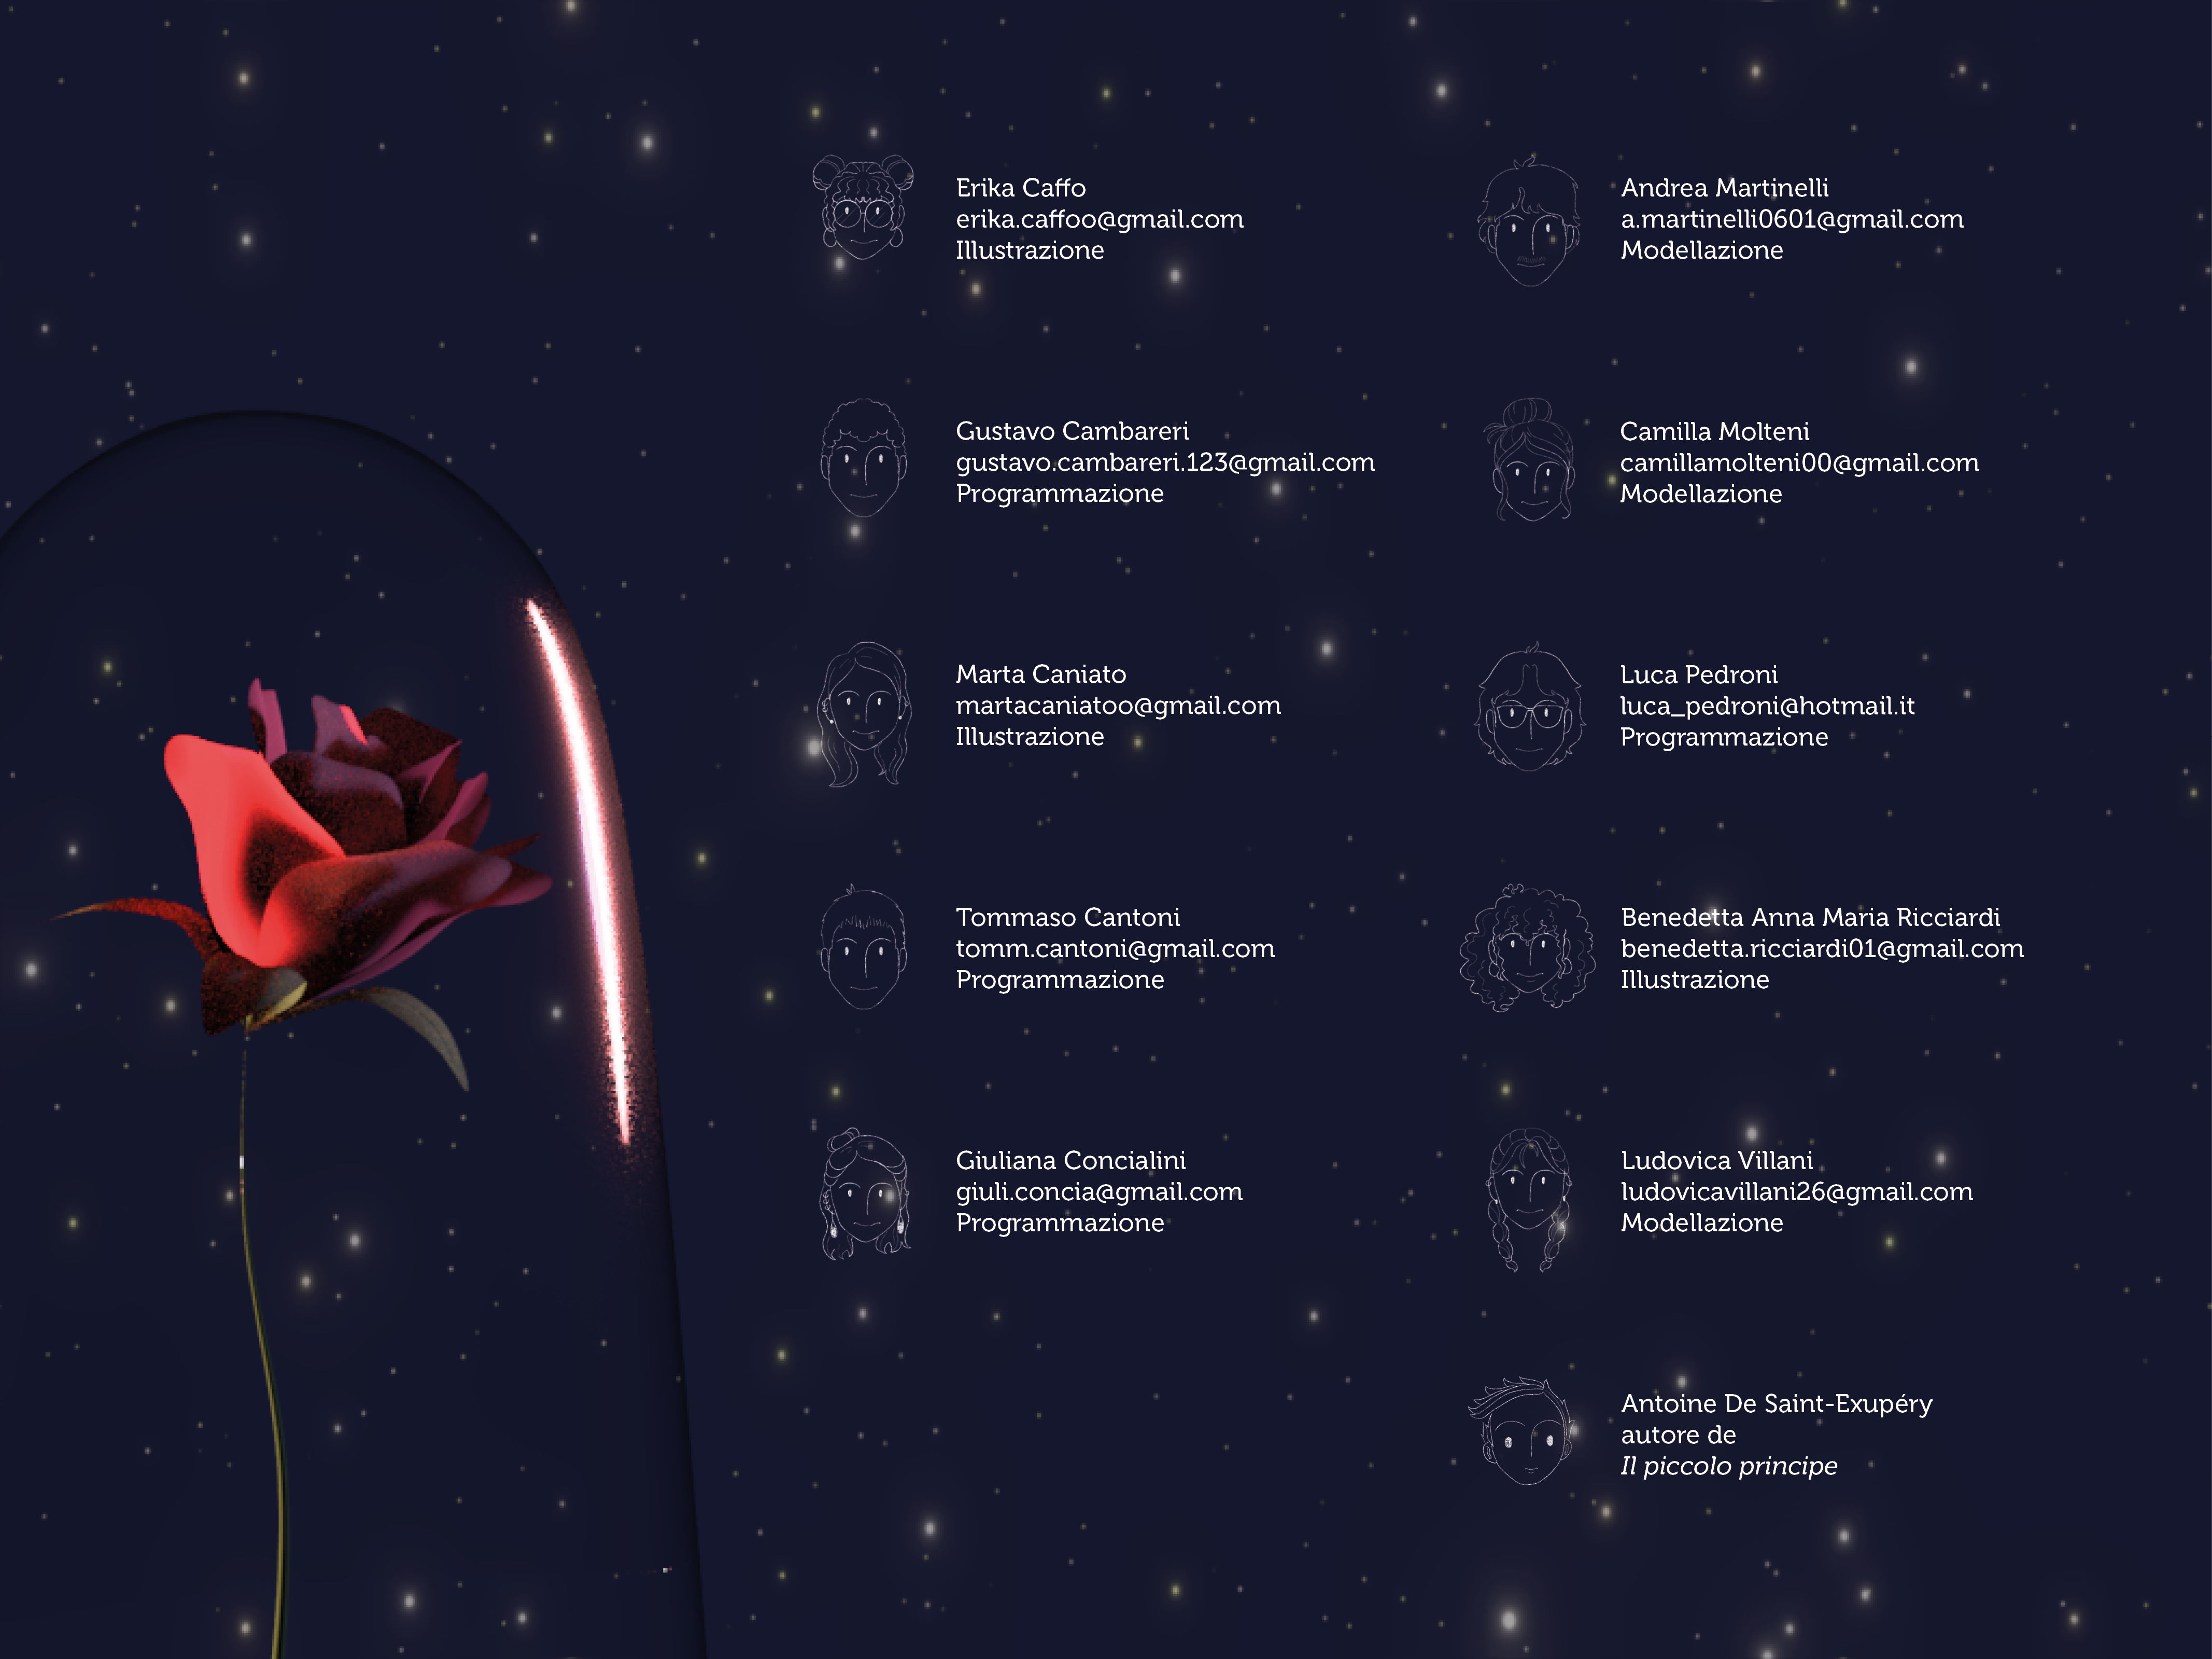 Erika Caffo
erika.caffoo@gmail.com
Illustrazione
Gustavo Cambareri
gustavo.cambareri.123@gmail.com
Programmazione
Marta Caniato
martacaniatoo@gmail.com
Illustrazione
Tommaso Cantoni
tomm.cantoni@gmail.com
Programmazione
Giuliana Concialini
giuli.concia@gmail.com
Programmazione
Andrea Martinelli
a.martinelli0601@gmail.com
Modellazione
Camilla Molteni
camillamolteni00@gmail.com
Modellazione
Luca Pedroni
luca_pedroni@hotmail.it
Programmazione
Benedetta Anna Maria Ricciardi
benedetta.ricciardi01@gmail.com
Illustrazione
Ludovica Villani
ludovicavillani26@gmail.com
Modellazione
Antoine De Saint-Exupéry
autore de
Il piccolo principe